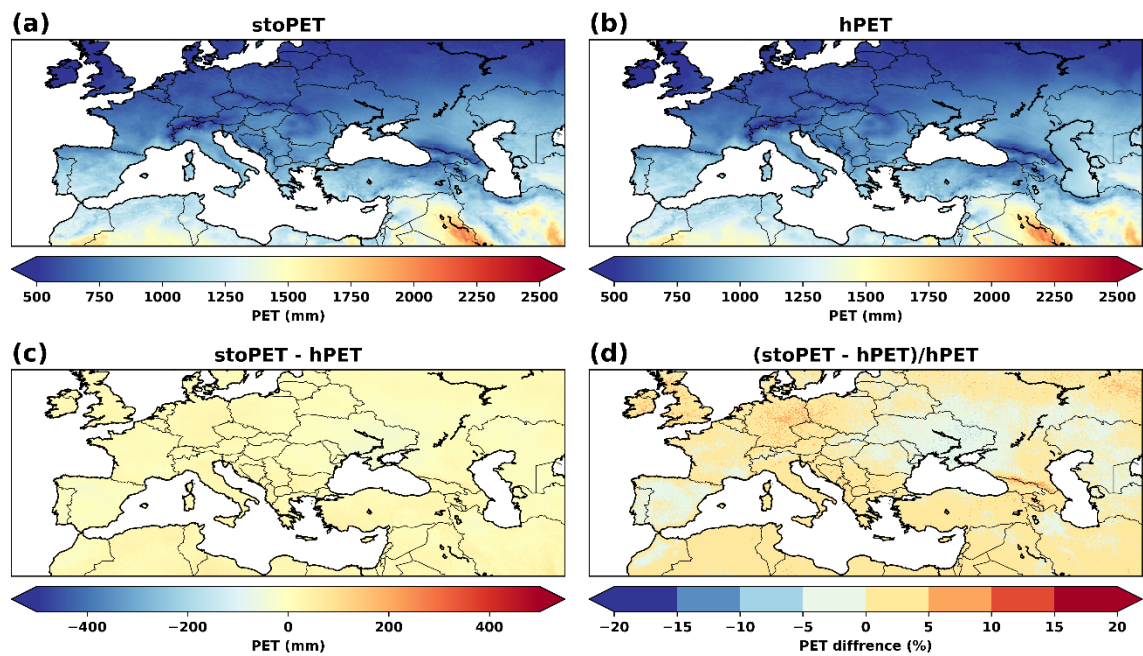 (a) stoPET
(b) hPET
500 750 1000 1250 1500 1750 2000 2250 2500
PET (mm)
500 750 1000 1250 1500 1750 2000 2250 2500
PET (mm)
(c) stoPET - hPET
(d) (stoPET - hPET)/hPET
−400 −200 0 200 400
PET (mm)
−20 −15 −10 −5 0 5 10 15 20
PET diffrence (%)